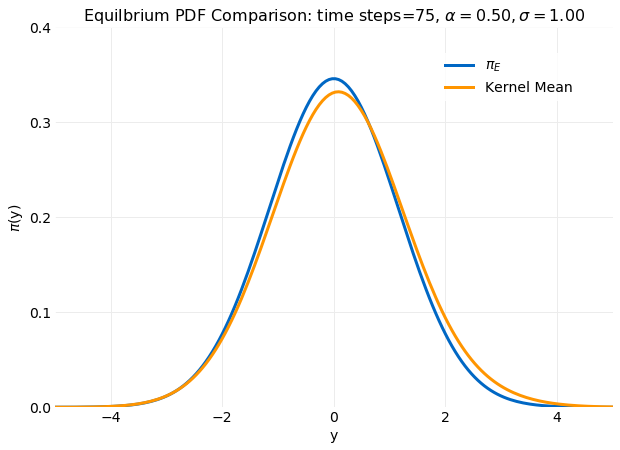 Equilbrium PDF Comparison: time steps=75, α = 0.50, σ = 1.00
0.4
0.3
0.2
0.1
0.0
π(y)
π_E
Kernel Mean
−4
−2
0
2
4
y